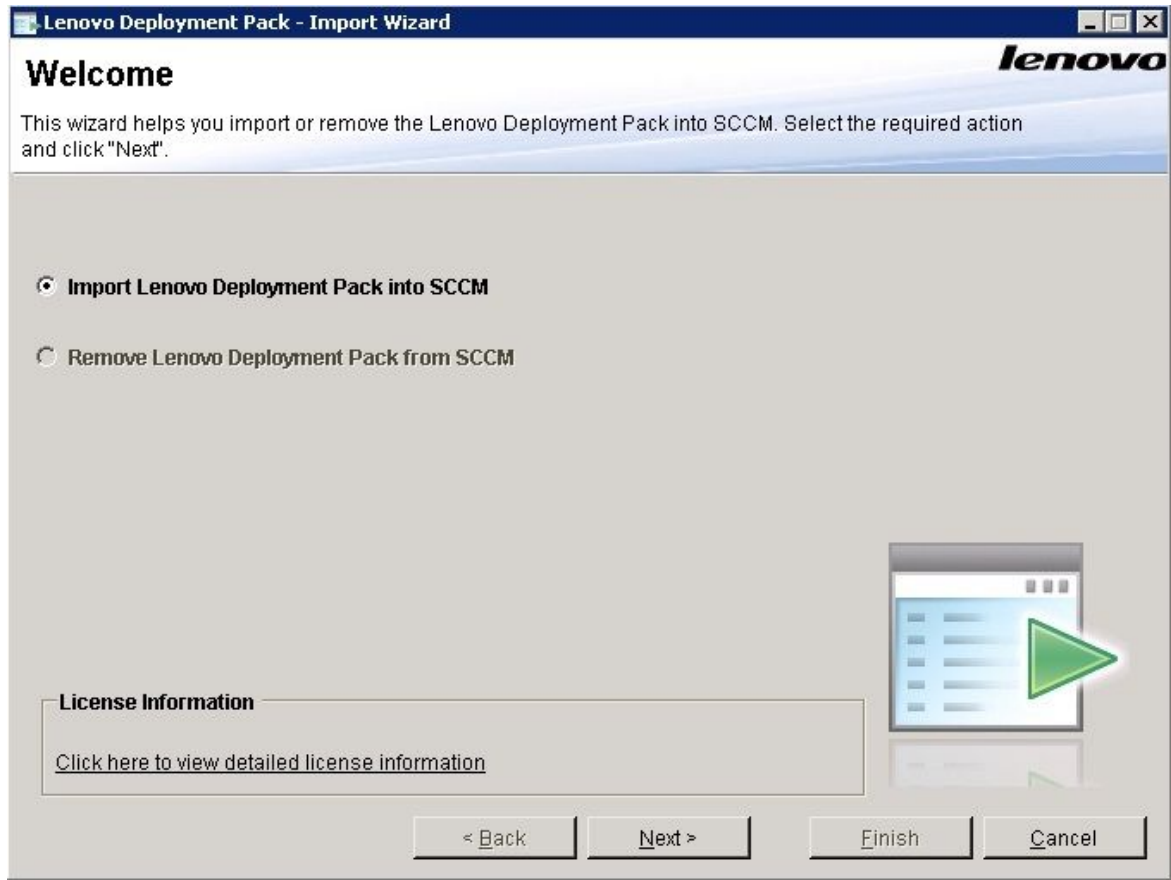 Lenovo Deployment Pack - Import Wizard
lenovo
Welcome
This wizard helps you import or remove the Lenovo Deployment Pack into SCCM. Select the required action
and click "Next".
Import Lenovo Deployment Pack into SCCM
Remove Lenovo Deployment Pack from SCCM
License Information
Click here to view detailed license information
< Back
Next >
Finish
Cancel